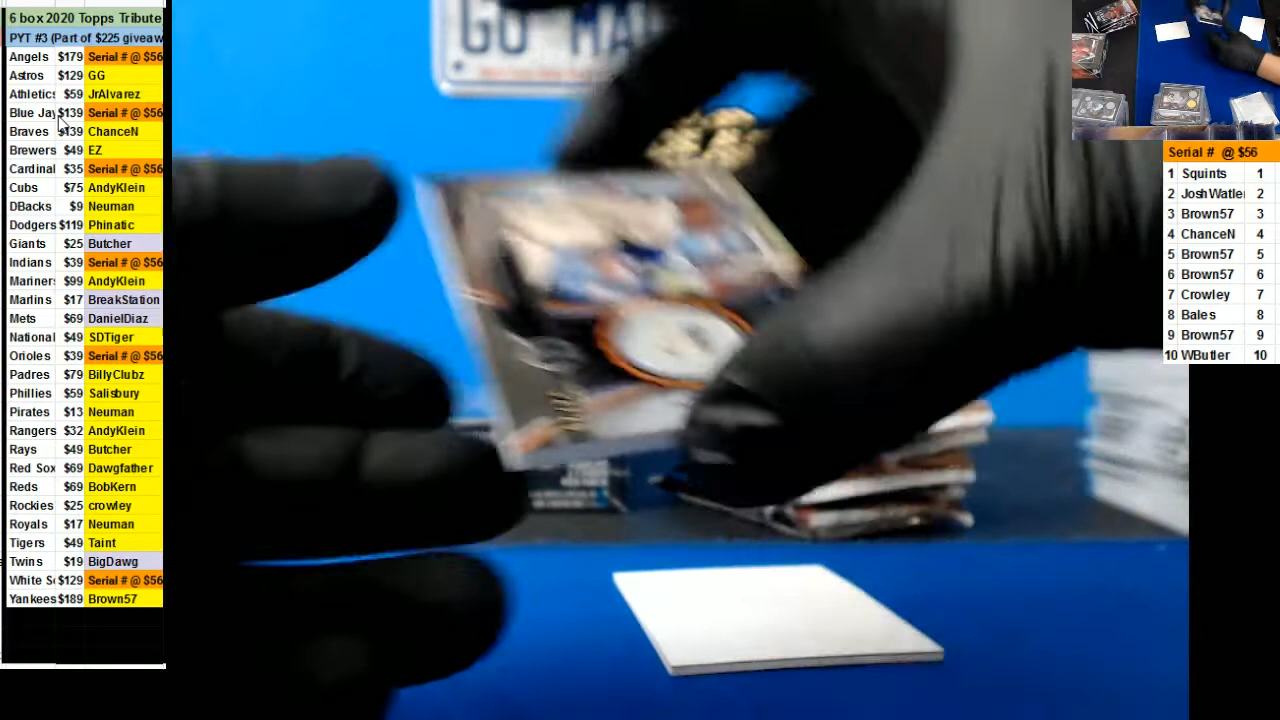 6 box 2020 Topps Tribute
PYT #3 (Part of $225 giveaw
Angels $179 Serial # @ $56
Astros $129 GG
Athletics $59 JrAlvarez
Blue Jay $139 Serial # @ $56
Braves $139 ChanceN
Brewers $49 EZ
Cardinal $35 Serial # @ $56
Cubs $75 AndyKlein
DBacks $9 Neuman
Dodgers $119 Phinatic
Giants $25 Butcher
Indians $39 Serial # @ $56
Mariners $99 AndyKlein
Marlins $17 BreakStation
Mets $69 DanielDiaz
National $49 SDTiger
Orioles $39 Serial # @ $56
Padres $79 BillyClubz
Phillies $59 Salisbury
Pirates $13 Neuman
Rangers $32 AndyKlein
Rays $49 Butcher
Red Sox $69 Dawgfather
Reds $69 BobKern
Rockies $25 crowley
Royals $17 Neuman
Tigers $49 Taint
Twins $19 BigDawg
White S $129 Serial # @ $56
Yankees $189 Brown57
GO
Serial # @ $56
1 Squints 1
2 JoshWatle 2
3 Brown57 3
4 ChanceN 4
5 Brown57 5
6 Brown57 6
7 Crowley 7
8 Bales 8
9 Brown57 9
10 WButler 10